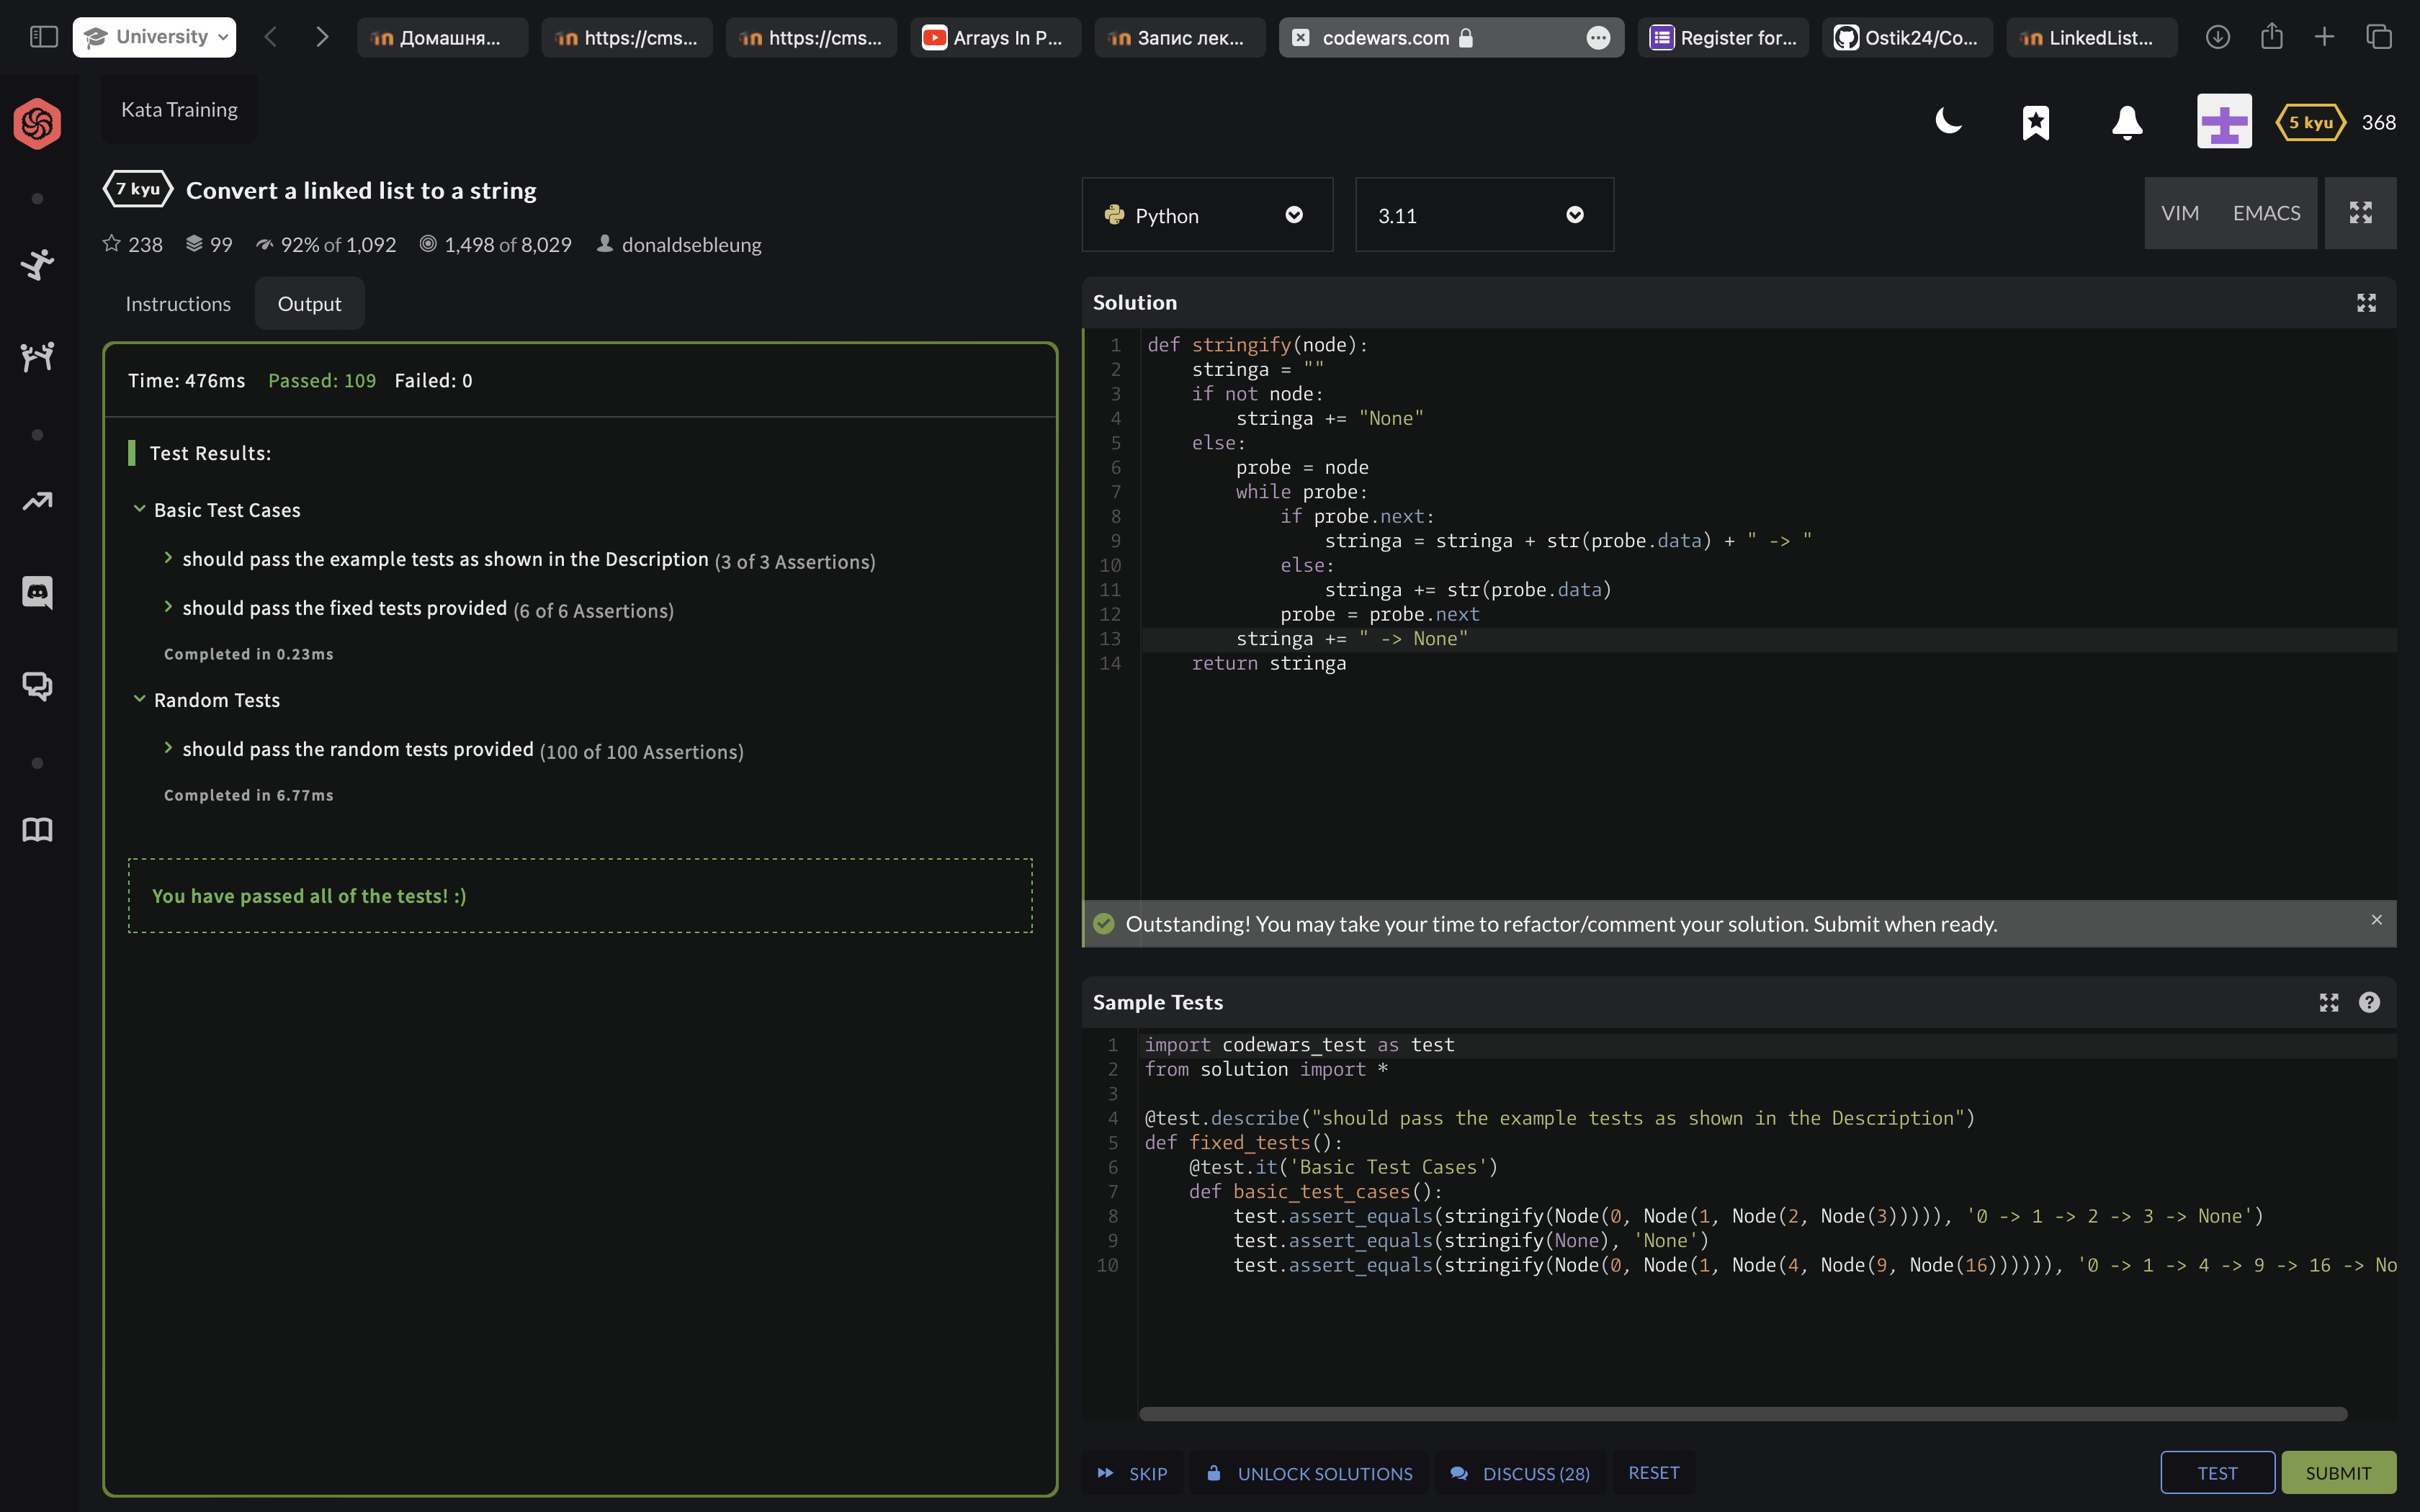 University
Домашня...
https://cms...
https://cms...
Arrays In P...
Запис лек...
codewars.com
Register for...
Ostik24/Co...
LinkedList...
Kata Training
5 kyu 368
7 kyu Convert a linked list to a string
238 99 92% of 1,092 1,498 of 8,029 donaldsebleung
Instructions Output
Time: 476ms Passed: 109 Failed: 0
Test Results:
Basic Test Cases
should pass the example tests as shown in the Description (3 of 3 Assertions)
should pass the fixed tests provided (6 of 6 Assertions)
Completed in 0.23ms
Random Tests
should pass the random tests provided (100 of 100 Assertions)
Completed in 6.77ms
You have passed all of the tests! :)
Python 3.11 VIM EMACS
Solution
1 def stringify(node):
2 stringa = ""
3 if not node:
4 stringa += "None"
5 else:
6 probe = node
7 while probe:
8 if probe.next:
9 stringa = stringa + str(probe.data) + " -> "
10 else:
11 stringa += str(probe.data)
12 probe = probe.next
13 stringa += " -> None"
14 return stringa
Outstanding! You may take your time to refactor/comment your solution. Submit when ready.
Sample Tests
1 import codewars_test as test
2 from solution import *
3
4 @test.describe("should pass the example tests as shown in the Description")
5 def fixed_tests():
6 @test.it('Basic Test Cases')
7 def basic_test_cases():
8 test.assert_equals(stringify(Node(0, Node(1, Node(2, Node(3))))), '0 -> 1 -> 2 -> 3 -> None')
9 test.assert_equals(stringify(None), 'None')
10 test.assert_equals(stringify(Node(0, Node(1, Node(4, Node(9, Node(16)))))), '0 -> 1 -> 4 -> 9 -> 16 -> No
SKIP UNLOCK SOLUTIONS DISCUSS (28) RESET TEST SUBMIT